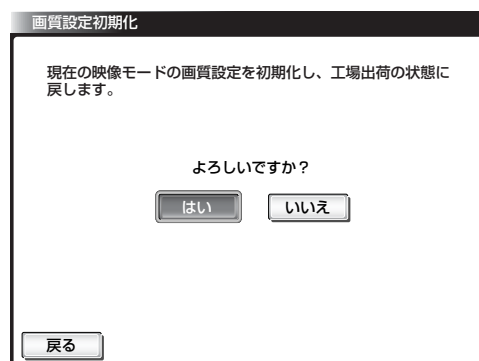 画質設定初期化
現在の映像モードの画質設定を初期化し、工場出荷の状態に
戻します。
よろしいですか？
はい いいえ
戻る